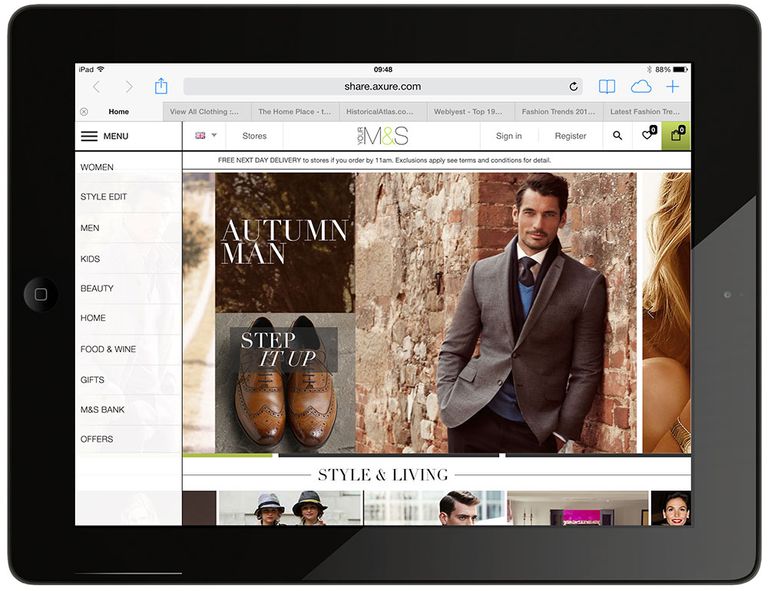 iPad 09:48 88%
share.axure.com
Home View All Clothing :... The Home Place - t... HistoricalAtlas.co... Weblyest - Top 19... Fashion Trends 201... Latest Fashion Tre...
MENU Stores YOUR M&S Sign in Register 0 0
FREE NEXT DAY DELIVERY to stores if you order by 11am. Exclusions apply see terms and conditions for detail.
WOMEN
STYLE EDIT
MEN
KIDS
BEAUTY
HOME
FOOD & WINE
GIFTS
M&S BANK
OFFERS
AUTUMN
MAN
STEP
IT UP
STYLE & LIVING